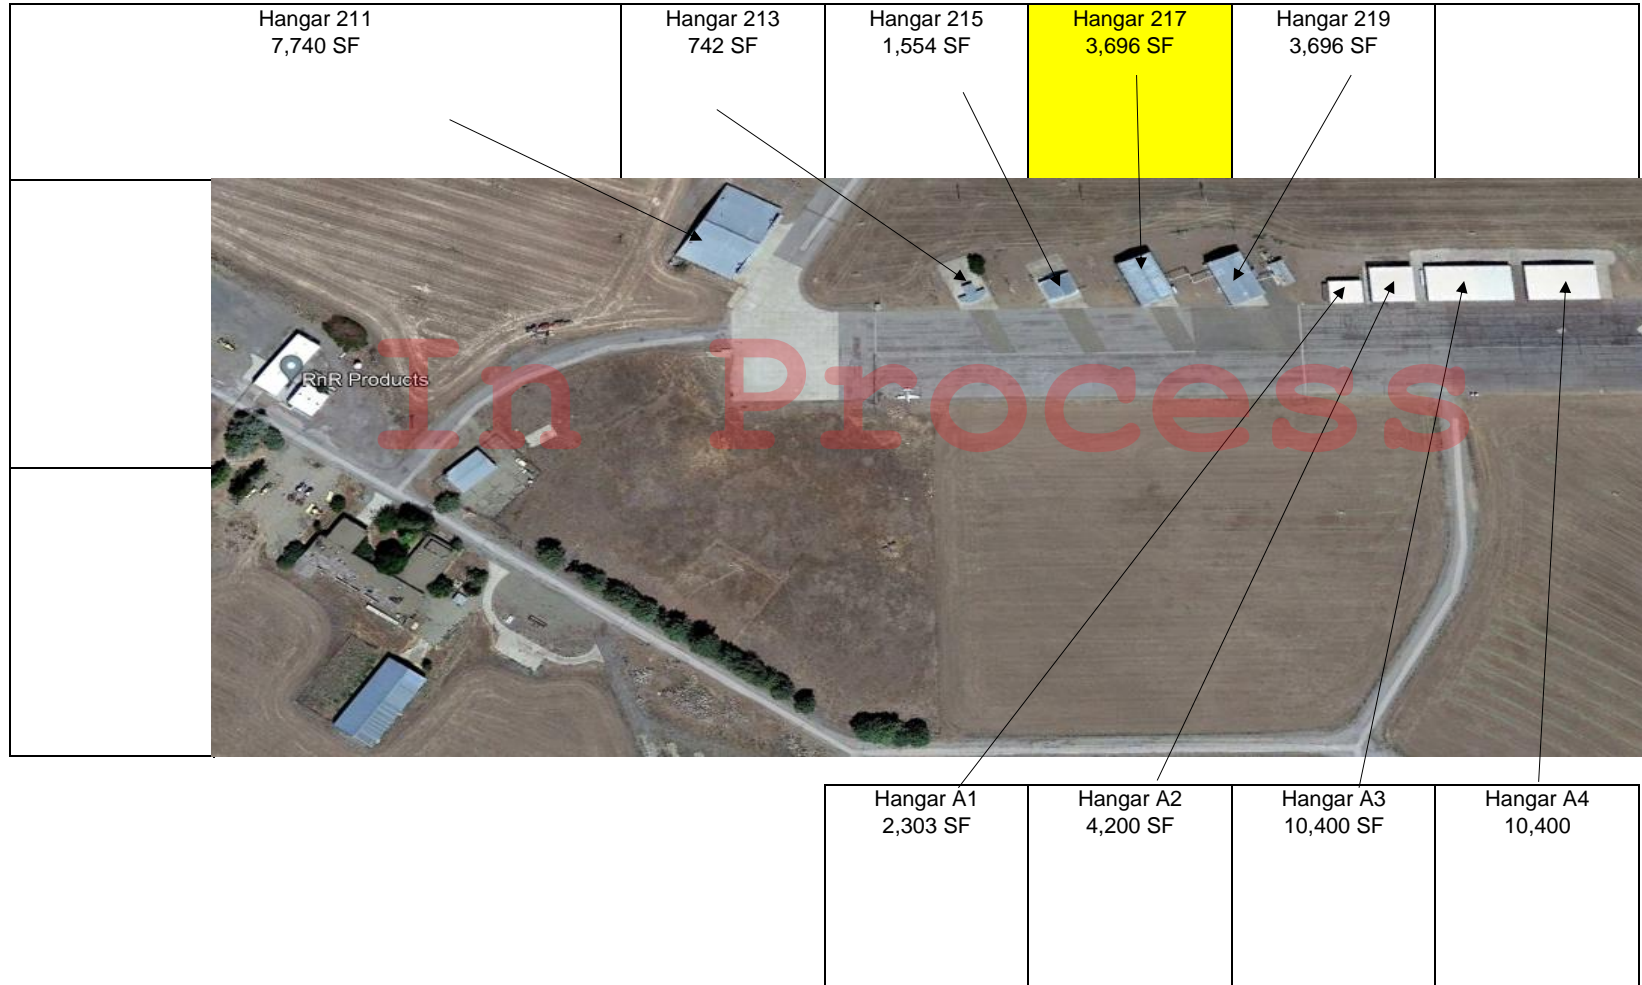 Hangar 211
7,740 SF
Hangar 213
742 SF
Hangar 215
1,554 SF
Hangar 217
3,696 SF
Hangar 219
3,696 SF
In Process
RnR Products
Hangar A1
2,303 SF
Hangar A2
4,200 SF
Hangar A3
10,400 SF
Hangar A4
10,400